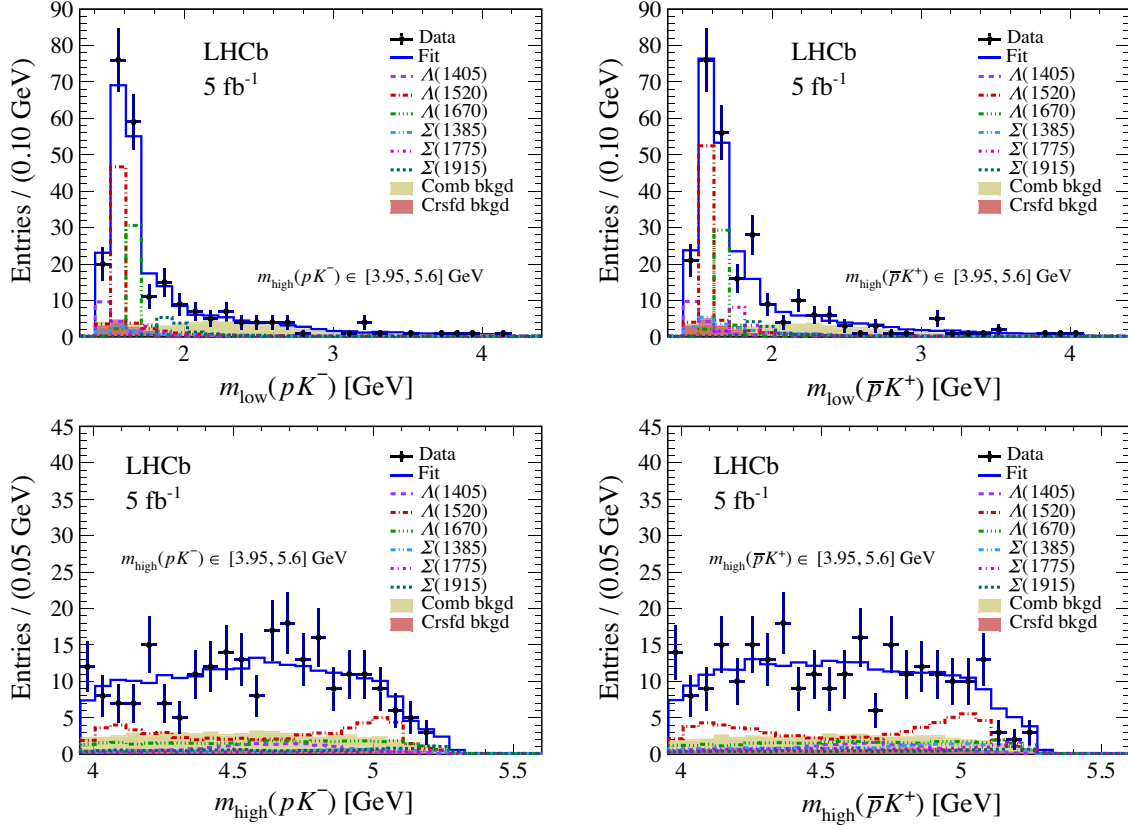 Entries / (0.10 GeV)
90
80
70
60
50
40
30
20
10
0
LHCb
5 fb⁻¹
Data
Fit
Λ(1405)
Λ(1520)
Λ(1670)
Σ(1385)
Σ(1775)
Σ(1915)
Comb bkgd
Crsfd bkgd
m_high(pK⁻) ∈ [3.95, 5.6] GeV
2 3 4
m_low(pK⁻) [GeV]
Entries / (0.10 GeV)
90
80
70
60
50
40
30
20
10
0
LHCb
5 fb⁻¹
Data
Fit
Λ(1405)
Λ(1520)
Λ(1670)
Σ(1385)
Σ(1775)
Σ(1915)
Comb bkgd
Crsfd bkgd
m_high(p̅K⁺) ∈ [3.95, 5.6] GeV
2 3 4
m_low(p̅K⁺) [GeV]
Entries / (0.05 GeV)
45
40
35
30
25
20
15
10
5
0
LHCb
5 fb⁻¹
Data
Fit
Λ(1405)
Λ(1520)
Λ(1670)
Σ(1385)
Σ(1775)
Σ(1915)
Comb bkgd
Crsfd bkgd
m_high(pK⁻) ∈ [3.95, 5.6] GeV
4 4.5 5 5.5
m_high(pK⁻) [GeV]
Entries / (0.05 GeV)
45
40
35
30
25
20
15
10
5
0
LHCb
5 fb⁻¹
Data
Fit
Λ(1405)
Λ(1520)
Λ(1670)
Σ(1385)
Σ(1775)
Σ(1915)
Comb bkgd
Crsfd bkgd
m_high(p̅K⁺) ∈ [3.95, 5.6] GeV
4 4.5 5 5.5
m_high(p̅K⁺) [GeV]